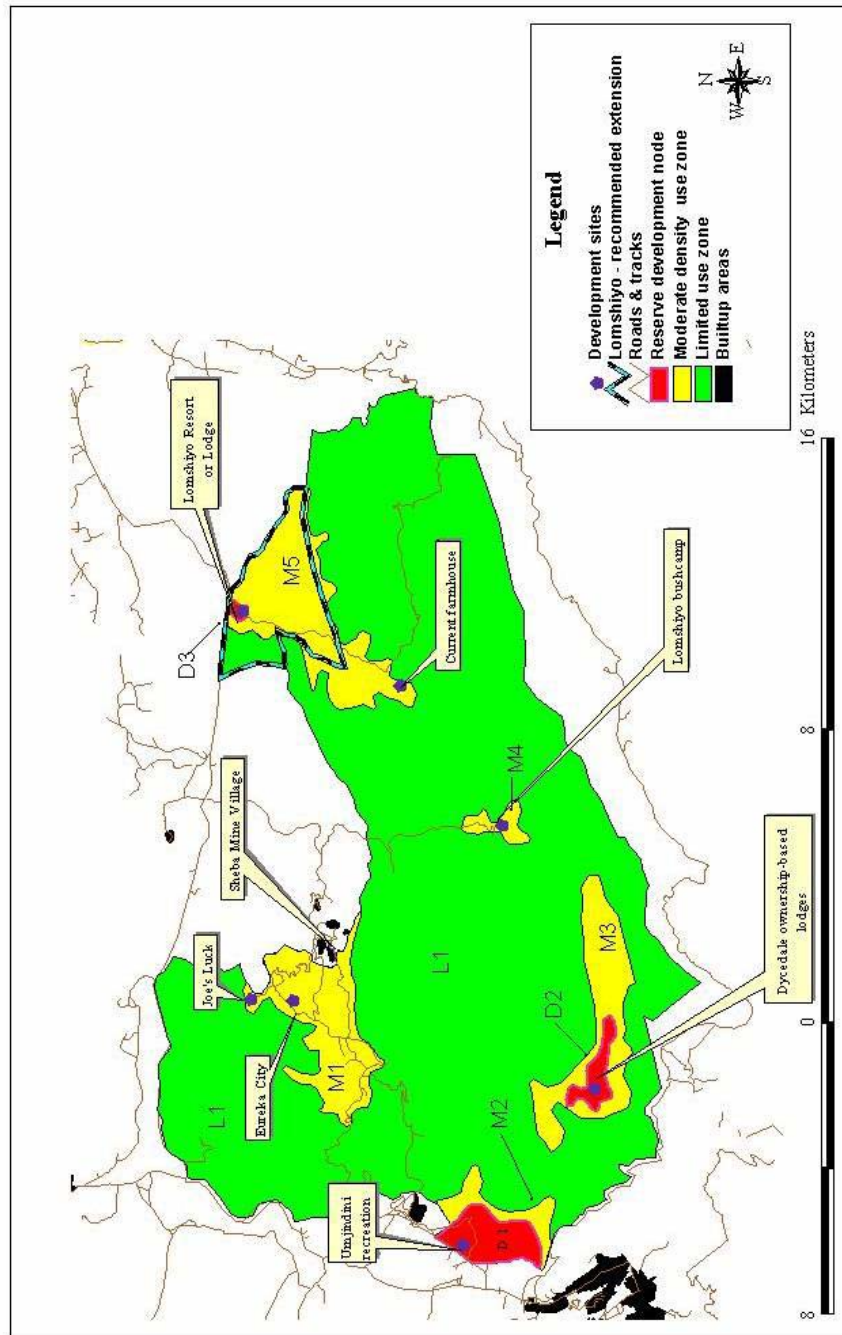 Joe's Luck
Sheba Mine Village
D3
Lomshiyo Resort
or Lodge
L1
Eureka City
M1
M5
Current farmhouse
Umjindini
recreation
D 1
M2
L1
M4
Lomshiyo bushcamp
D2
M3
Dycedale ownership-based
lodges
Legend
Development sites
Lomshiyo - recommended extension
Roads & tracks
Reserve development node
Moderate density use zone
Limited use zone
Builtup areas
N
W E
S
8 0 8 16 Kilometers